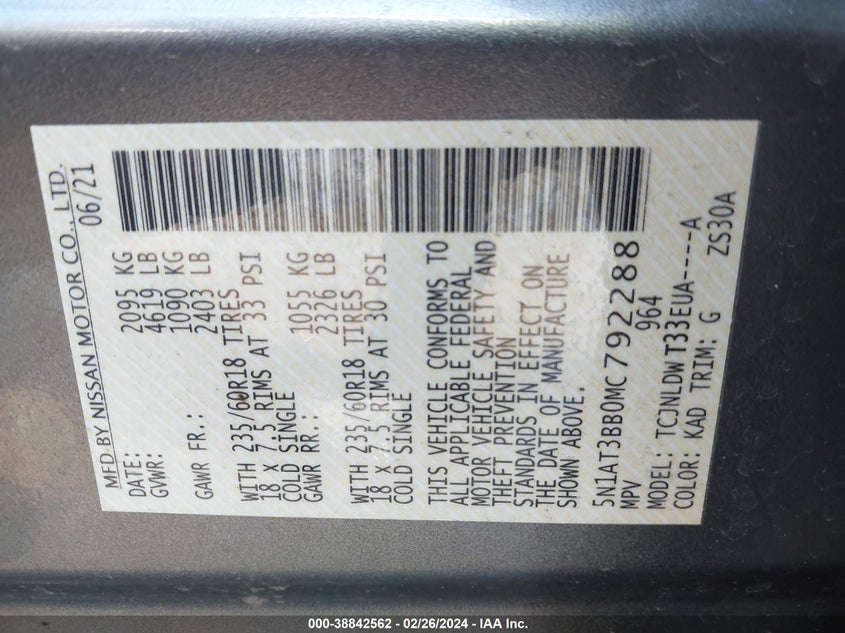 MFD BY NISSAN MOTOR CO., LTD.
DATE: 06/21
GVWR: 2095 KG
4619 LB
GAWR FR.: 1090 KG
2403 LB
WITH 235/60R18 TIRES
18 X 7.5 RIMS AT 33 PSI
COLD SINGLE
GAWR RR.: 1055 KG
2326 LB
WITH 235/60R18 TIRES
18 X 7.5 RIMS AT 30 PSI
COLD SINGLE
THIS VEHICLE CONFORMS TO
ALL APPLICABLE FEDERAL
MOTOR VEHICLE SAFETY AND
THEFT PREVENTION
STANDARDS IN EFFECT ON
THE DATE OF MANUFACTURE
SHOWN ABOVE.
5N1AT3BB0MC792288
MPV 964
MODEL: TCJNLDWT33EUA----A
COLOR: KAD TRIM: G ZS30A
000-38842562 - 02/26/2024 - IAA Inc.